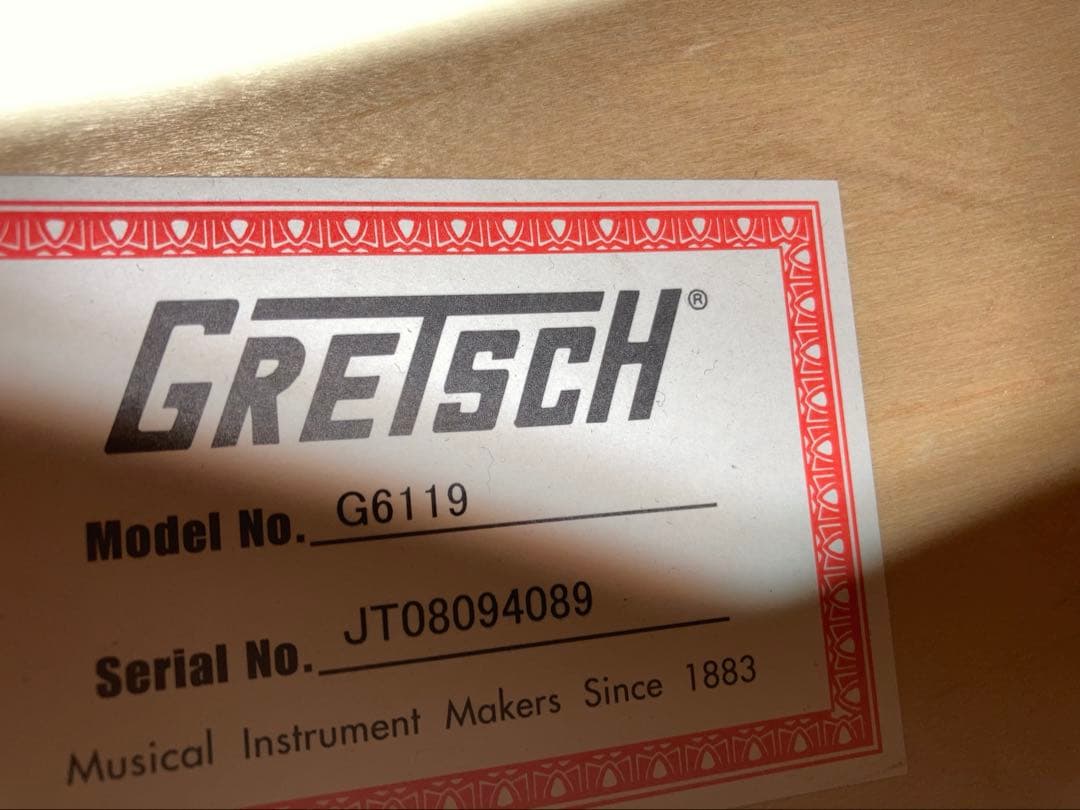 GRETSCH®
Model No. G6119
Serial No. JT08094089
Musical Instrument Makers Since 1883